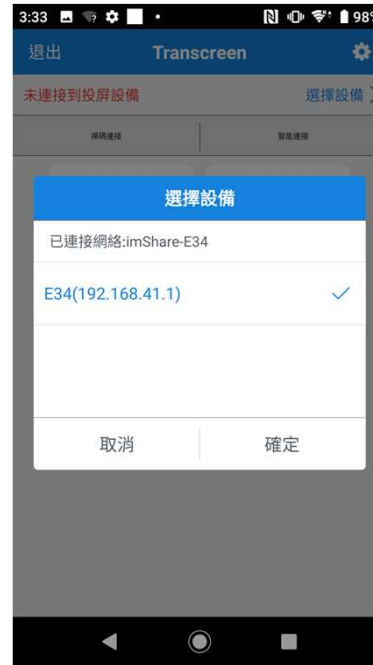 3:33
98%
退出 Transcreen
未連接到投屏設備 選擇設備
掃碼連接 智能連接
選擇設備
已連接網絡:imShare-E34
E34(192.168.41.1)
取消 確定